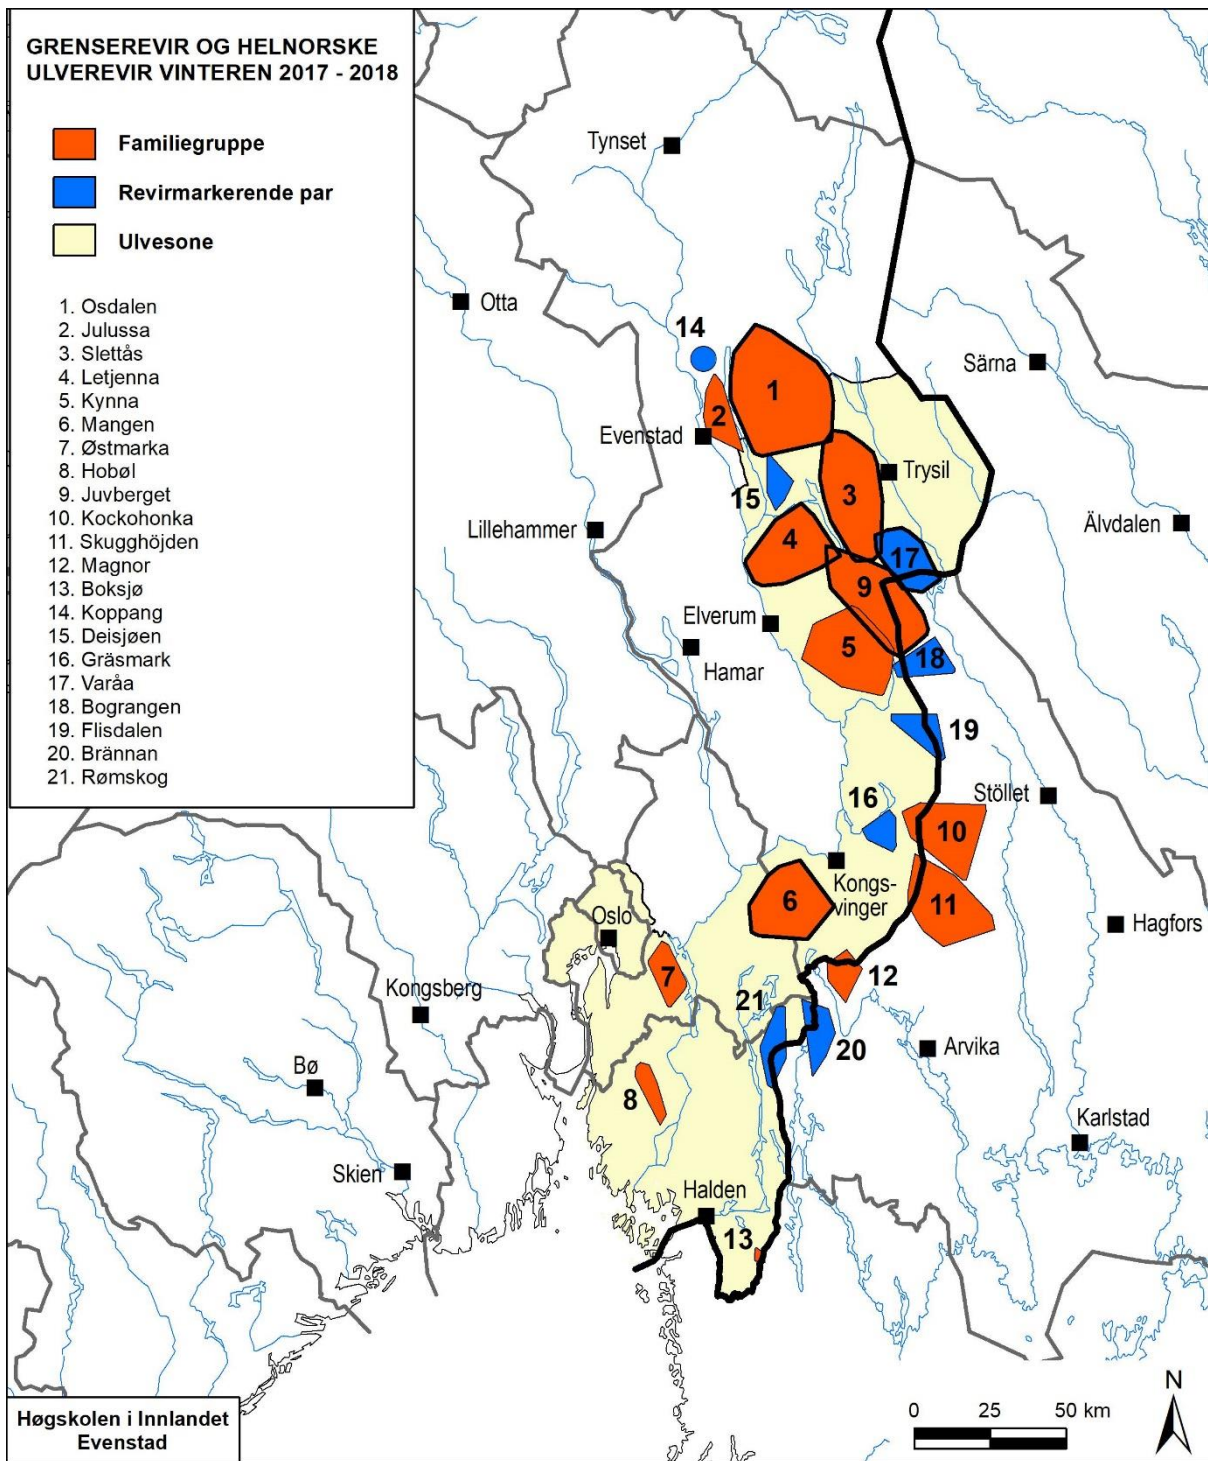 GRENSEREVIR OG HELNORSKE
ULVEREVIR VINTEREN 2017 - 2018
Familiegruppe
Revirmarkerende par
Ulvesone
1. Osdalen
2. Julussa
3. Slettås
4. Letjenna
5. Kynna
6. Mangen
7. Østmarka
8. Hobøl
9. Juvberget
10. Kockohonka
11. Skugghöjden
12. Magnor
13. Boksjø
14. Koppang
15. Deisjøen
16. Gräsmark
17. Varåa
18. Bograngen
19. Flisdalen
20. Brännan
21. Rømskog
Tynset
Otta
14
Särna
1
2
Evenstad
Trysil
15
3
Lillehammer
Älvdalen
4
17
9
Elverum
5
Hamar
18
19
Stöllet
16
10
Kongs-
vinger
6
11
Hagfors
Oslo
7
12
Kongsberg
21
20
Arvika
Bø
8
Karlstad
Skien
Halden
13
N
0 25 50 km
Høgskolen i Innlandet
Evenstad